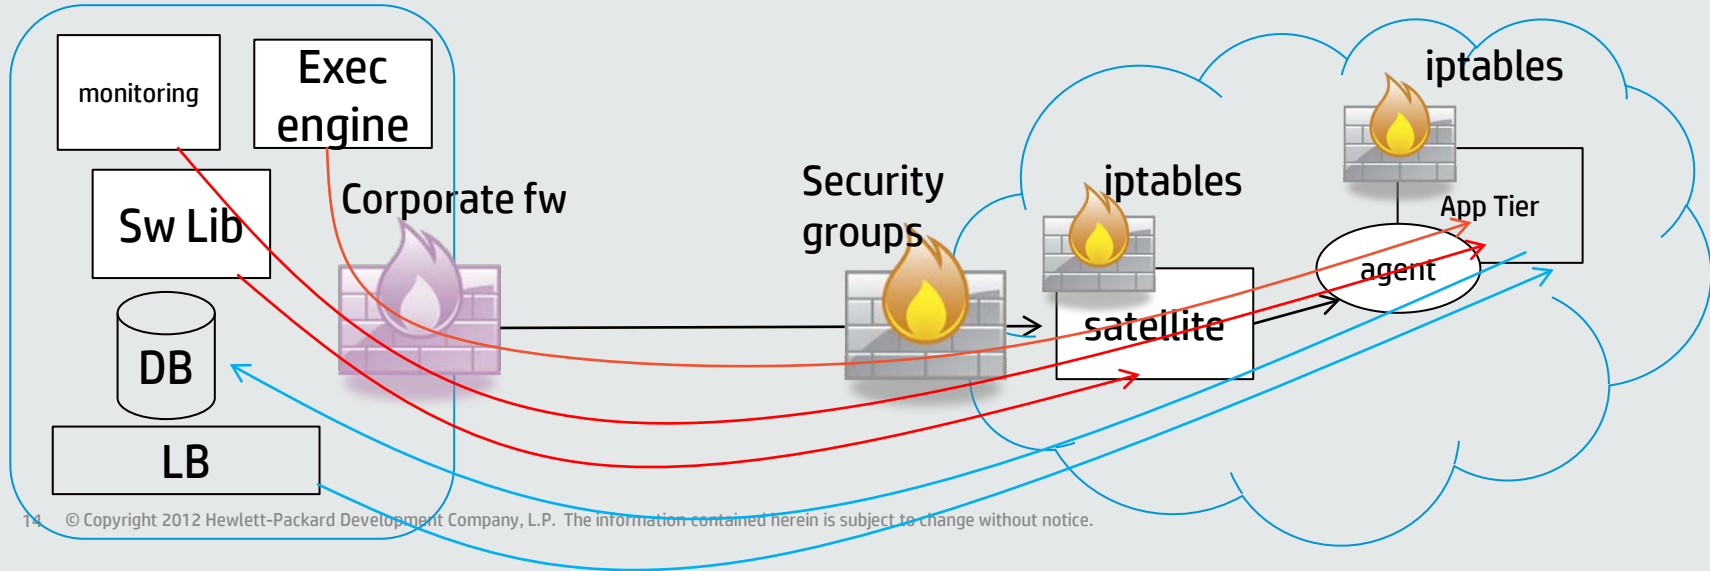 monitoring
Exec
engine
iptables
Corporate fw
Security
groups
iptables
Sw Lib
App Tier
agent
satellite
DB
LB
14 © Copyright 2012 Hewlett-Packard Development Company, L.P. The information contained herein is subject to change without notice.